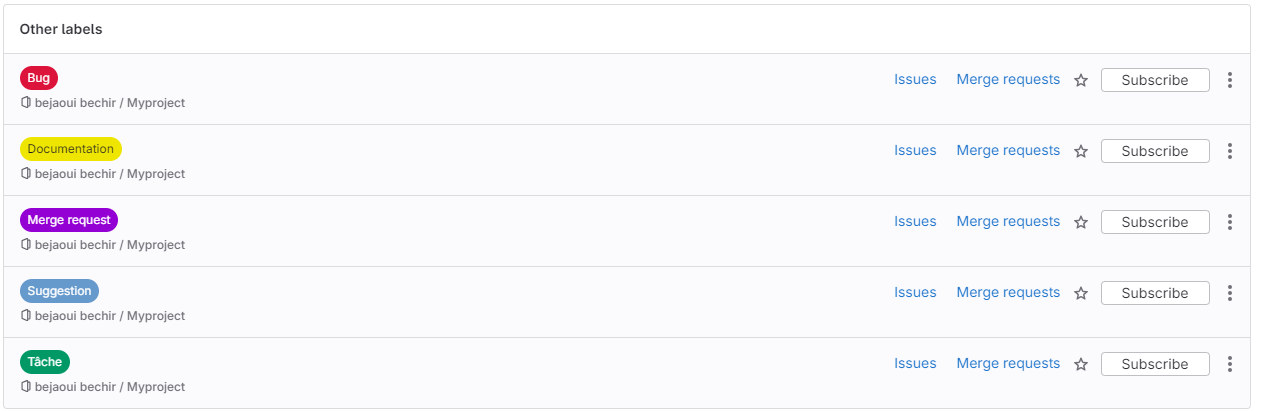 Other labels
Bug
Issues Merge requests Subscribe
bejaoui bechir / Myproject
Documentation
Issues Merge requests Subscribe
bejaoui bechir / Myproject
Merge request
Issues Merge requests Subscribe
bejaoui bechir / Myproject
Suggestion
Issues Merge requests Subscribe
bejaoui bechir / Myproject
Tâche
Issues Merge requests Subscribe
bejaoui bechir / Myproject